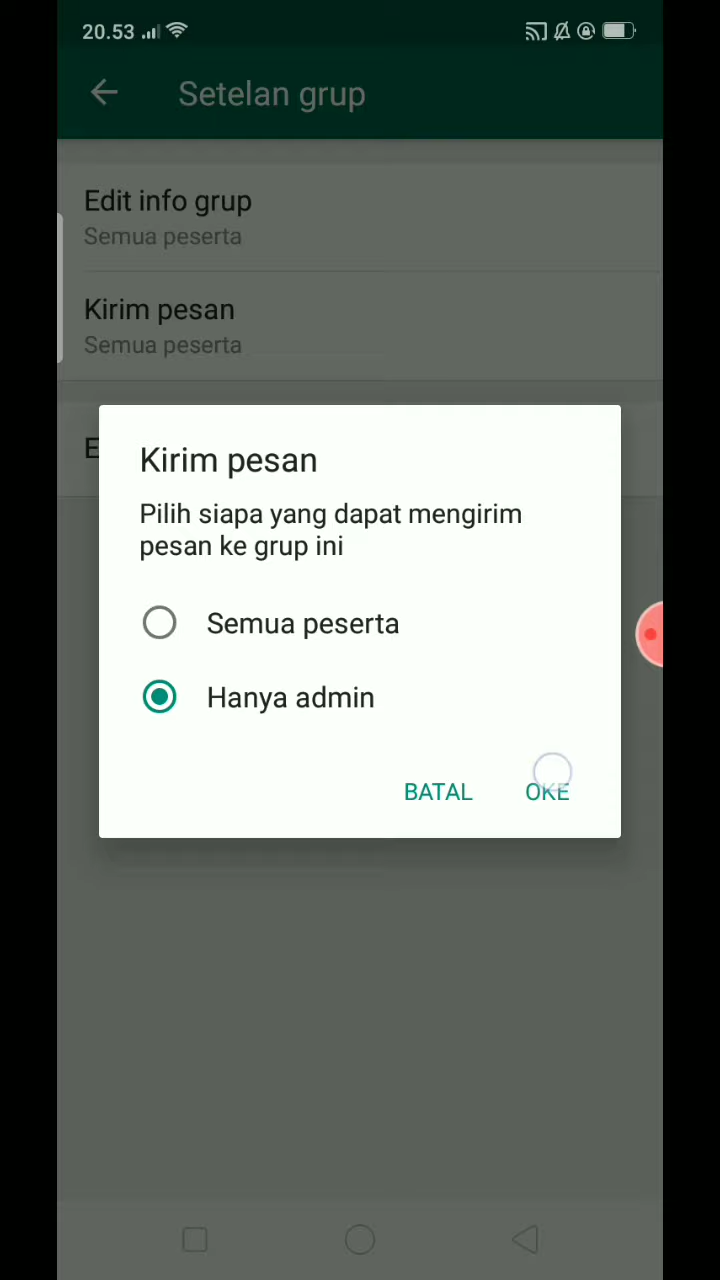 20.53
Setelan grup
Edit info grup
Semua peserta
Kirim pesan
Semua peserta
E
Kirim pesan
Pilih siapa yang dapat mengirim
pesan ke grup ini
Semua peserta
Hanya admin
BATAL OKE